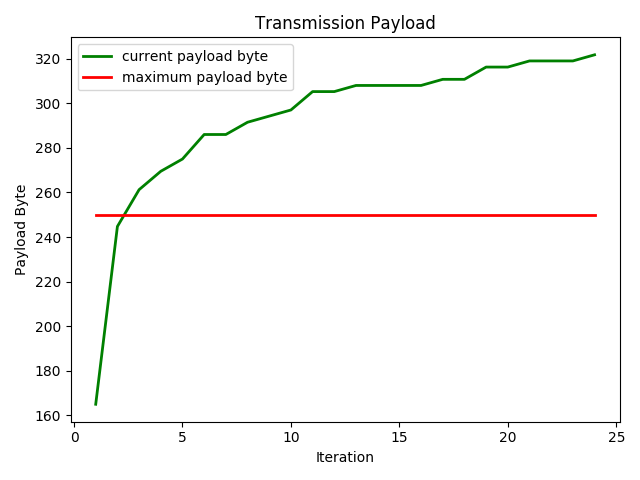 Transmission Payload
current payload byte
maximum payload byte
320
300
280
260
240
220
200
180
160
Payload Byte
0 5 10 15 20 25
Iteration